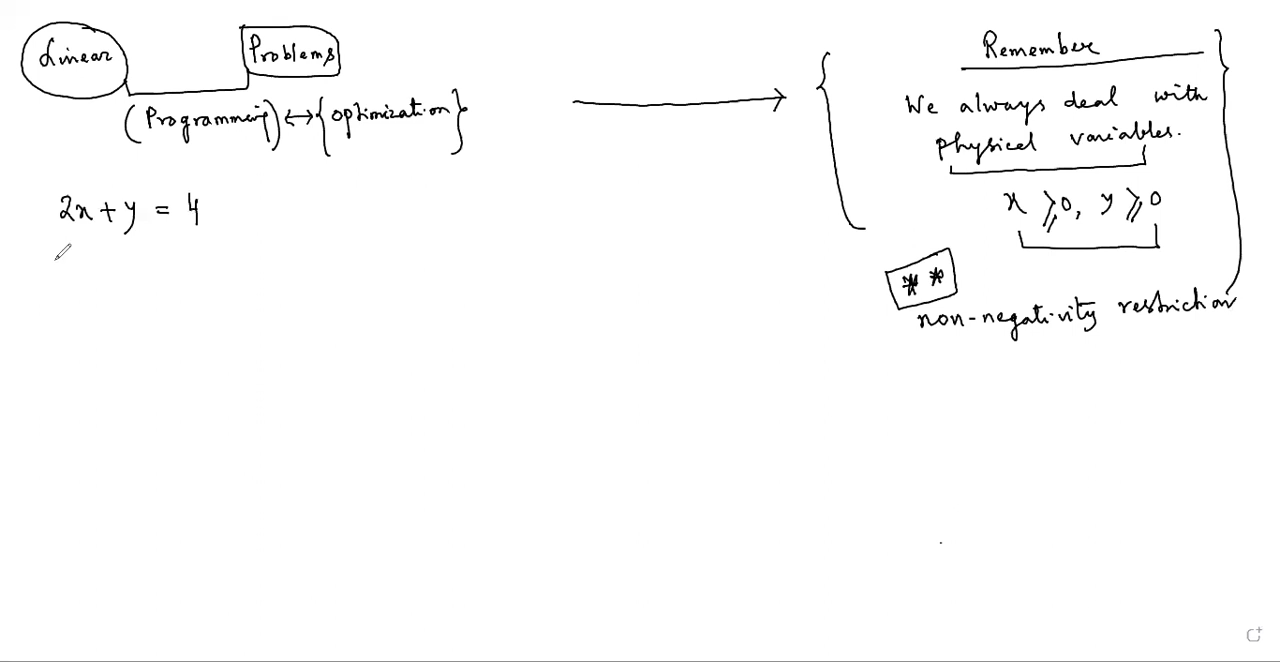 Linear Problems
(Programming) ↔ {optimization}
2x + y = 4
Remember
We always deal with
physical variables.
x ⩾ 0, y ⩾ 0
**
non-negativity restriction